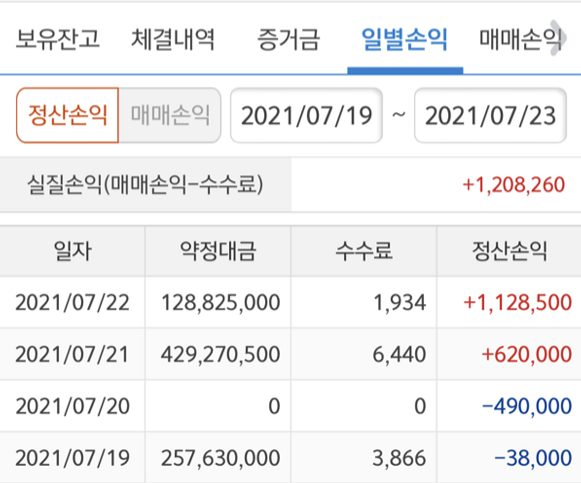 보유잔고 체결내역 증거금 일별손익 매매손익
정산손익 매매손익 2021/07/19 ~ 2021/07/23
실질손익(매매손익-수수료) +1,208,260
일자 약정대금 수수료 정산손익
2021/07/22 128,825,000 1,934 +1,128,500
2021/07/21 429,270,500 6,440 +620,000
2021/07/20 0 0 -490,000
2021/07/19 257,630,000 3,866 -38,000